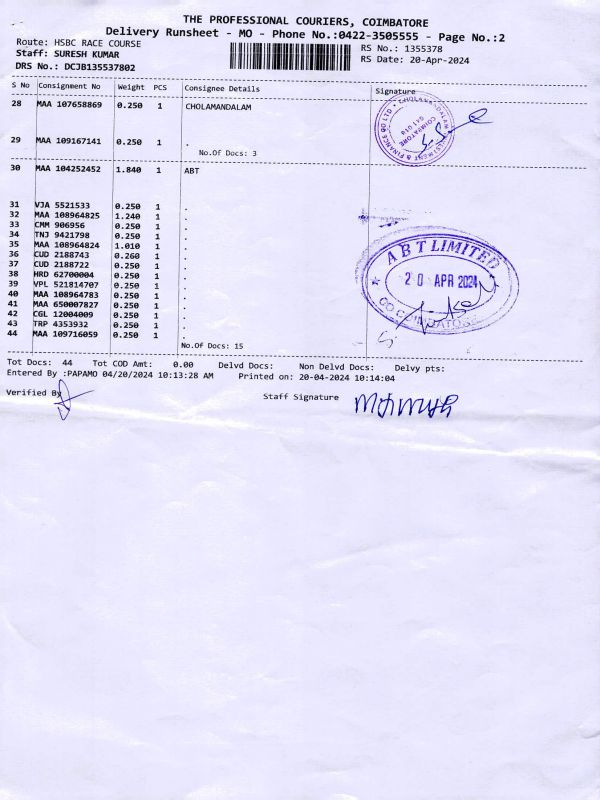 THE PROFESSIONAL COURIERS, COIMBATORE
Delivery Runsheet - MO - Phone No.:0422-3505555 - Page No.:2
Route: HSBC RACE COURSE
RS No.: 1355378
Staff: SURESH KUMAR
RS Date: 20-Apr-2024
DRS No.: DCJB135537802
S No Consignment No Weight PCS Consignee Details Signature
28 MAA 107658869 0.250 1 CHOLAMANDALAM
29 MAA 109167141 0.250 1 .
No.Of Docs: 3
30 MAA 104252452 1.840 1 ABT
31 VJA 5521533 0.250 1 .
32 MAA 108964825 1.240 1 .
33 CMM 906956 0.250 1 .
34 TNJ 9421798 0.250 1 .
35 MAA 108964824 1.010 1 .
36 CUD 2188743 0.260 1 .
37 CUD 2188722 0.250 1 .
38 HRD 62700004 0.250 1 .
39 VPL 521814707 0.250 1 .
40 MAA 108964783 0.250 1 .
41 MAA 650007827 0.250 1 .
42 CGL 12004009 0.250 1 .
43 TRP 4353932 0.250 1 .
44 MAA 109716059 0.250 1 .
No.Of Docs: 15
CHOLAMANDALAM INVESTMENT & FINANCE CO LTD
COIMBATORE
641 018
ABT LIMITED
20 APR 2024
COIMBATORE
Tot Docs: 44 Tot COD Amt: 0.00 Delvd Docs: Non Delvd Docs: Delvy pts:
Entered By :PAPAMO 04/20/2024 10:13:28 AM Printed on: 20-04-2024 10:14:04
Verified By
Staff Signature